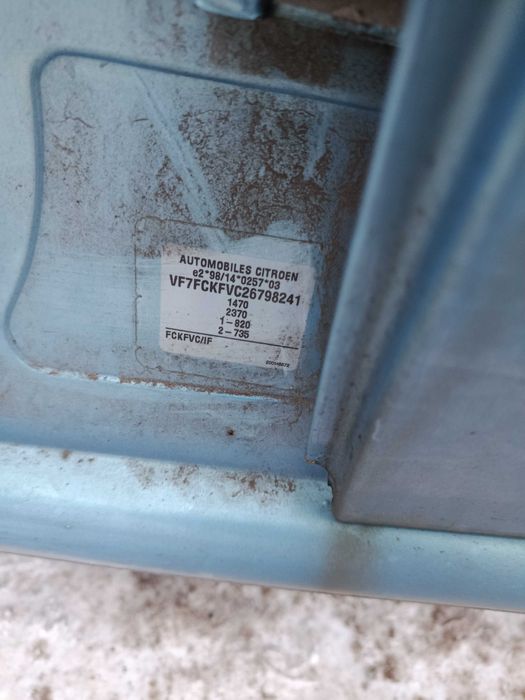 AUTOMOBILES CITROEN
e2*98/14*0257*03
VF7FCKFVC26798241
1470
2370
1-820
2-735
FCKFVC/IF